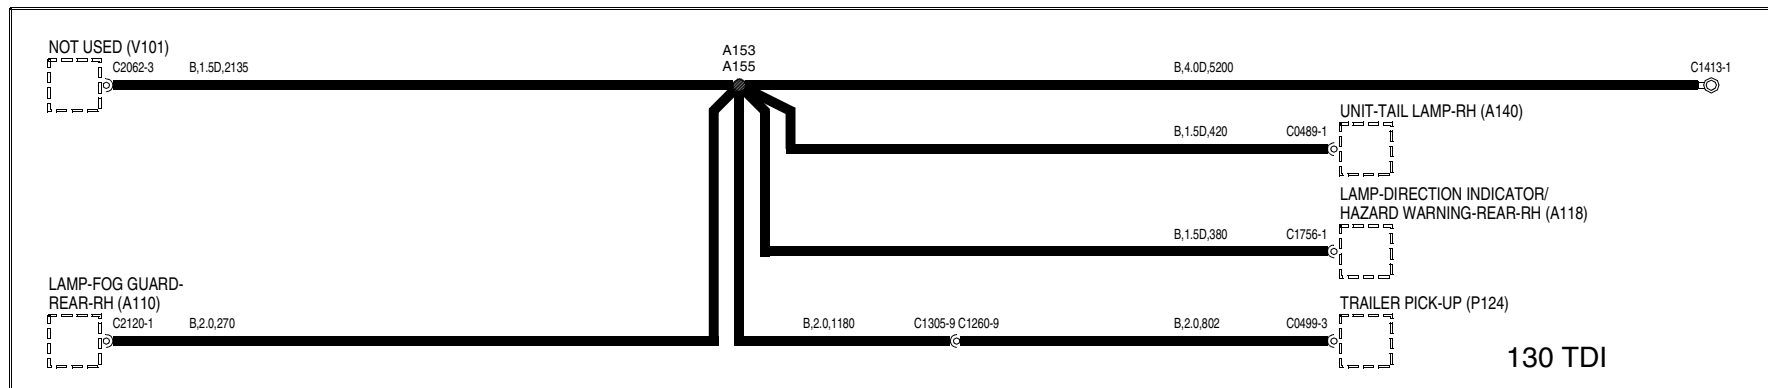 NOT USED (V101)
C2062-3
B,1.5D,2135
A153
A155
B,4.0D,5200
C1413-1
UNIT-TAIL LAMP-RH (A140)
B,1.5D,420
C0489-1
LAMP-DIRECTION INDICATOR/
HAZARD WARNING-REAR-RH (A118)
B,1.5D,380
C1756-1
LAMP-FOG GUARD-
REAR-RH (A110)
C2120-1
B,2.0,270
B,2.0,1180
C1305-9
C1260-9
B,2.0,802
C0499-3
TRAILER PICK-UP (P124)
130 TDI